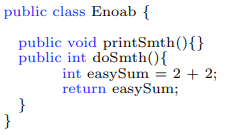 public class Enoab {
public void printSmth(){}
public int doSmth(){
int easySum = 2 + 2;
return easySum;
}
}